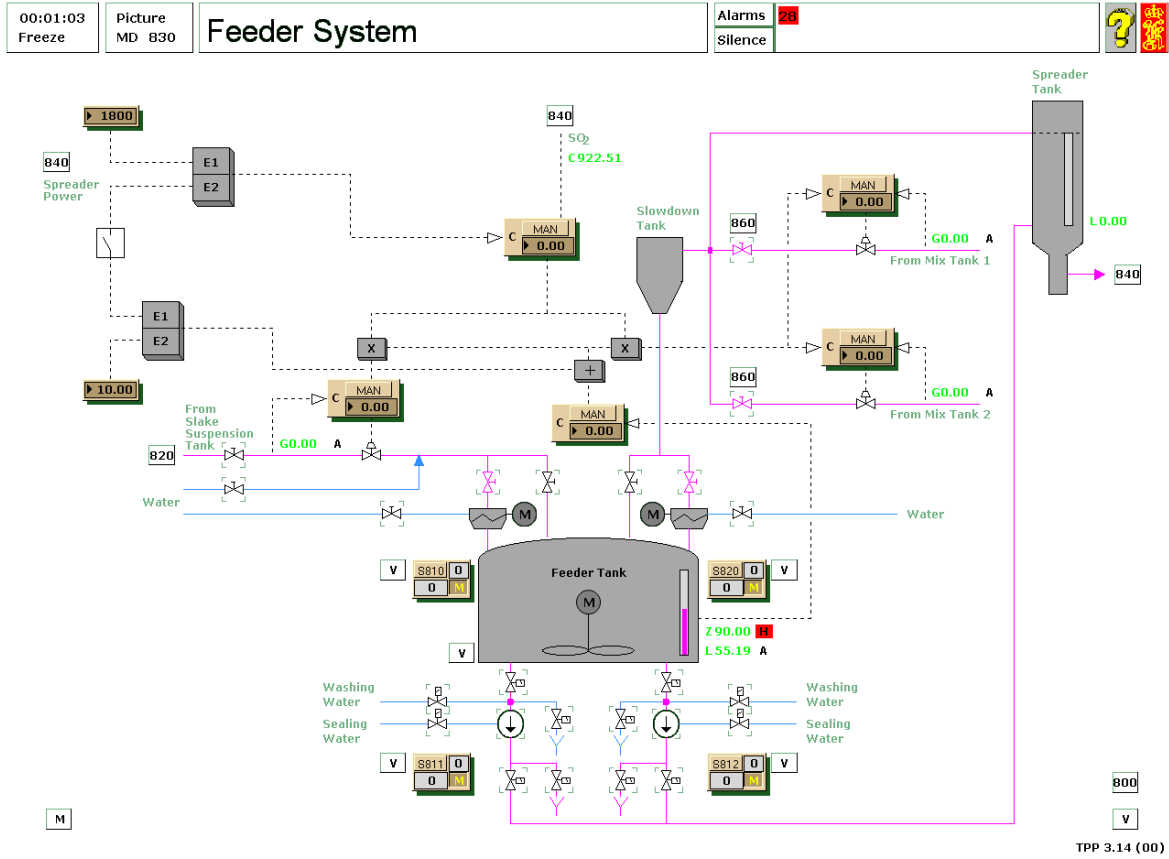 00:01:03
Freeze
Picture
MD 830
Feeder System
Alarms 28
Silence
?
Spreader
Tank
1800
840
SO2
C922.51
E1
E2
840
Spreader
Power
MAN
C
0.00
Slowdown
Tank
860
MAN
C
0.00
G0.00 A
From Mix Tank 1
L0.00
840
MAN
C
0.00
E1
E2
X
X
+
10.00
860
MAN
C
0.00
G0.00 A
From Mix Tank 2
MAN
C
0.00
From
Slake
Suspension
Tank
G0.00 A
820
Water
M
M
Water
V
S810 0
0 M
Feeder Tank
M
S820 0
0 M
V
Z90.00 H
L55.19 A
V
Washing
Water
Sealing
Water
Washing
Water
Sealing
Water
V
S811 0
0 M
S812 0
0 M
V
800
M
V
TPP 3.14 (00)